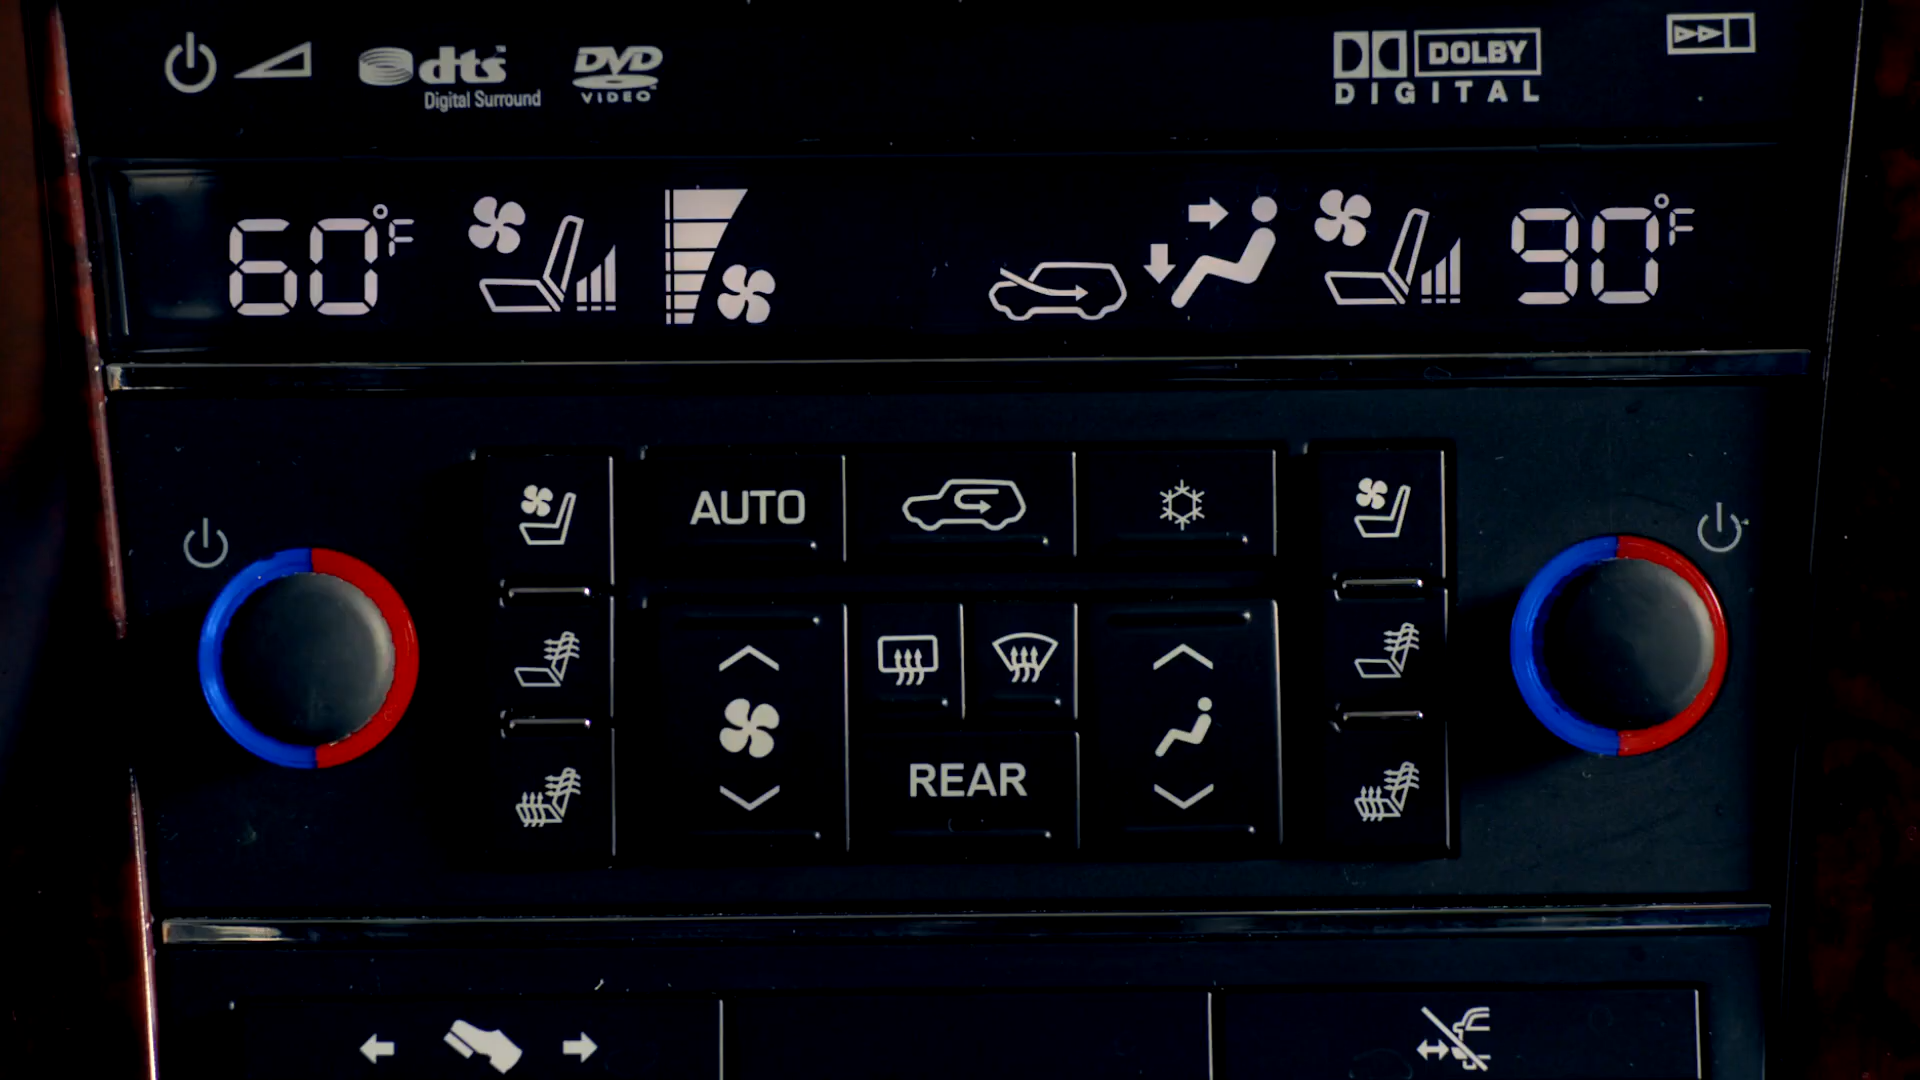 dts
Digital Surround
DVD
VIDEO
DOLBY
DIGITAL
60°F
90°F
AUTO
REAR